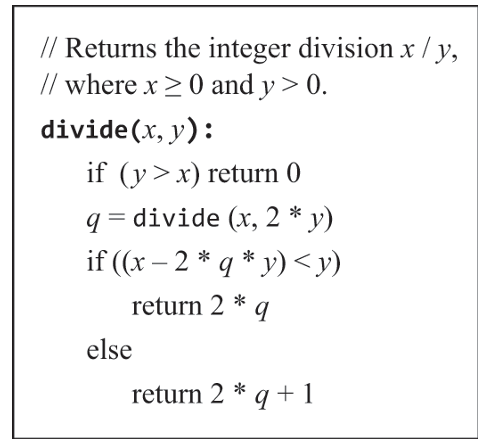 // Returns the integer division x / y,
// where x ≥ 0 and y > 0.
divide(x, y):
if (y > x) return 0
q = divide (x, 2 * y)
if ((x – 2 * q * y) < y)
return 2 * q
else
return 2 * q + 1